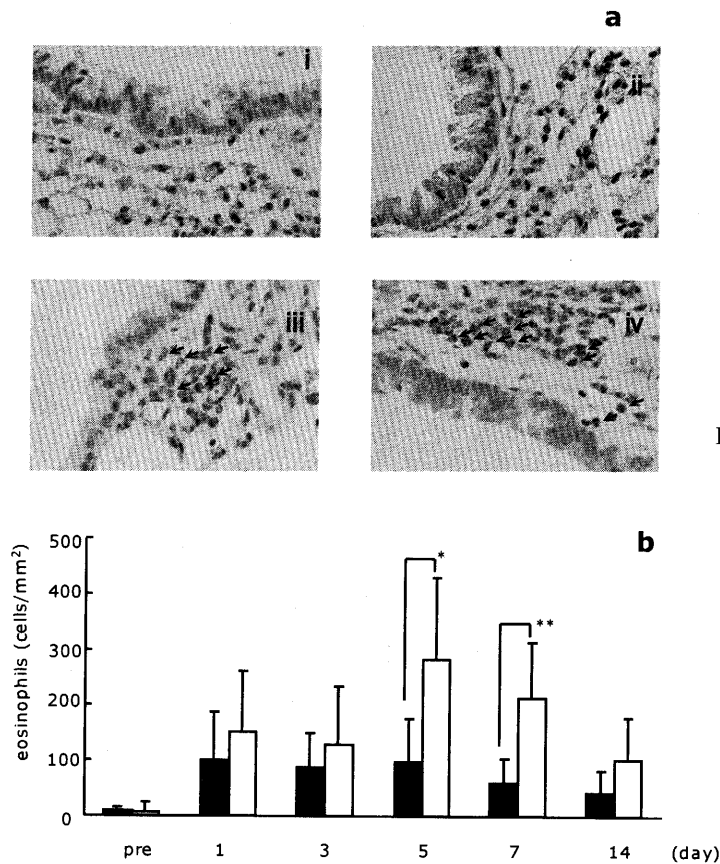 a
i
ii
iii
iv
I
b
eosinophils (cells/mm²)
500
400
300
200
100
0
*
**
pre 1 3 5 7 14 (day)